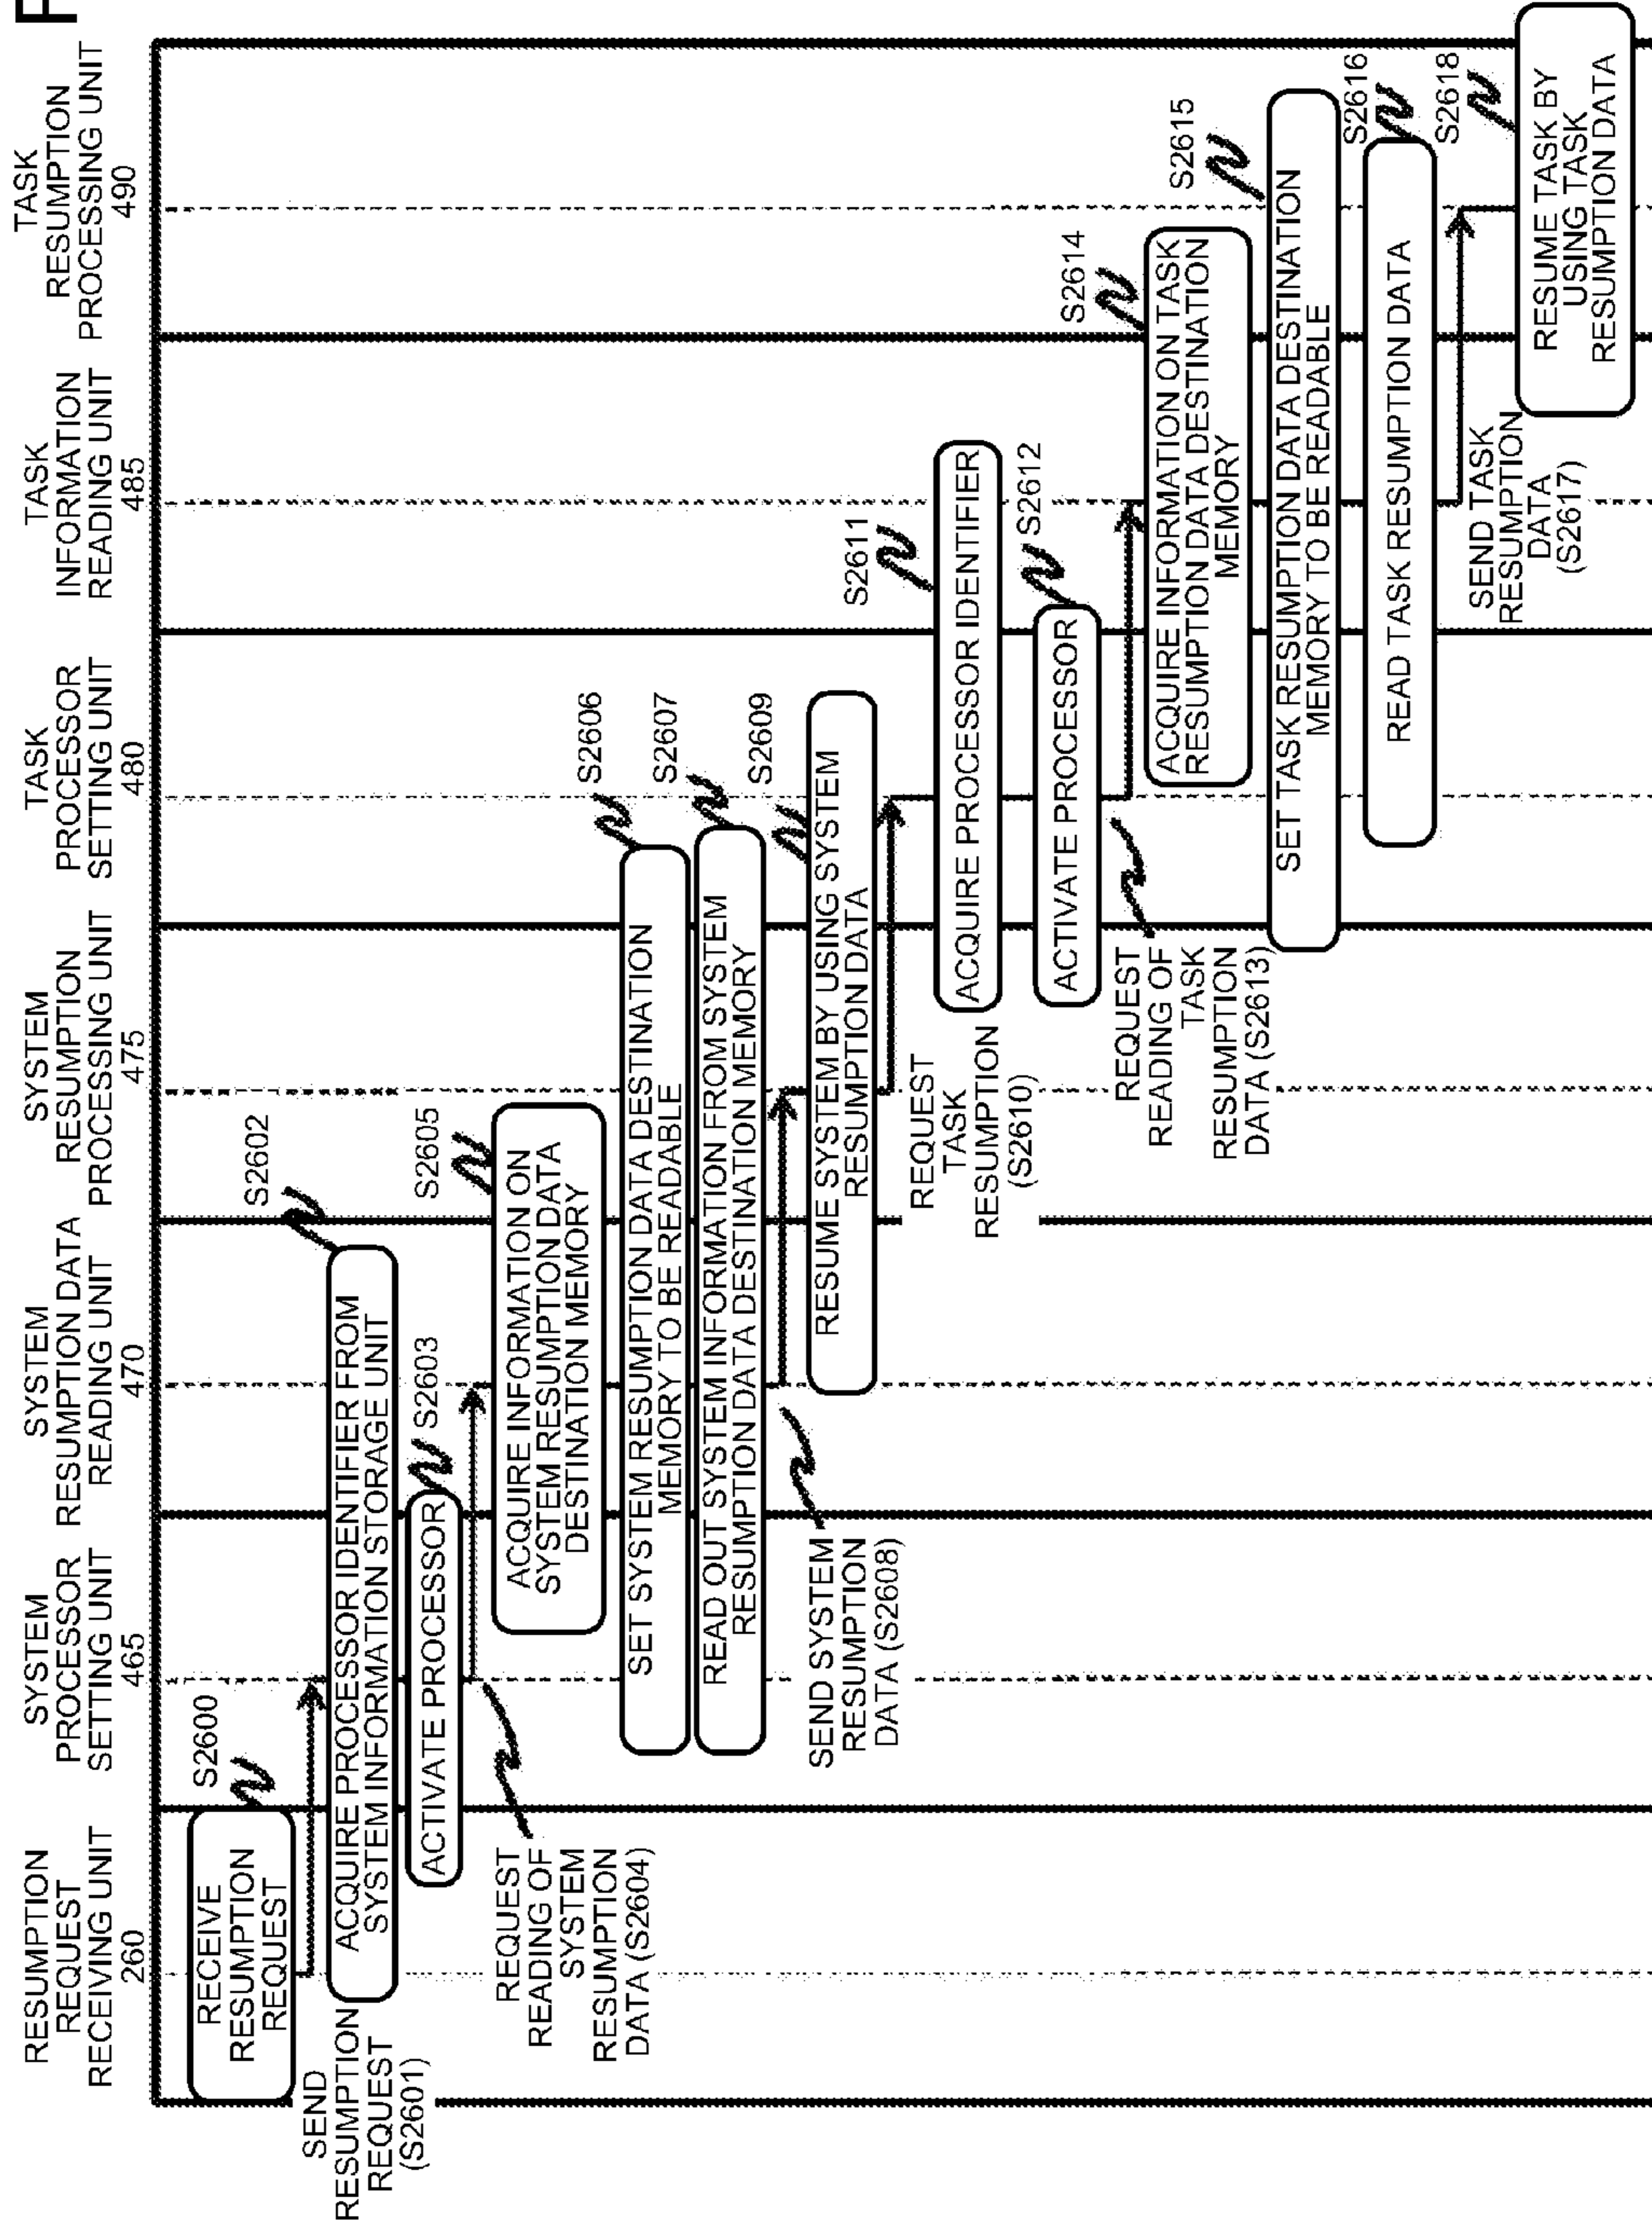 F
RESUMPTION
REQUEST
RECEIVING UNIT
260
SYSTEM
PROCESSOR
SETTING UNIT
465
SYSTEM
RESUMPTION DATA
READING UNIT
470
SYSTEM
RESUMPTION
PROCESSING UNIT
475
TASK
PROCESSOR
SETTING UNIT
480
TASK
INFORMATION
READING UNIT
485
TASK
RESUMPTION
PROCESSING UNIT
490
RECEIVE
RESUMPTION
REQUEST
S2600
SEND
RESUMPTION
REQUEST
(S2601)
ACQUIRE PROCESSOR IDENTIFIER FROM
SYSTEM INFORMATION STORAGE UNIT
S2602
ACTIVATE PROCESSOR
S2603
REQUEST
READING OF
SYSTEM
RESUMPTION
DATA (S2604)
ACQUIRE INFORMATION ON
SYSTEM RESUMPTION DATA
DESTINATION MEMORY
S2605
SET SYSTEM RESUMPTION DATA DESTINATION
MEMORY TO BE READABLE
S2606
READ OUT SYSTEM INFORMATION FROM SYSTEM
RESUMPTION DATA DESTINATION MEMORY
S2607
SEND SYSTEM
RESUMPTION
DATA (S2608)
RESUME SYSTEM BY USING SYSTEM
RESUMPTION DATA
S2609
REQUEST
TASK
RESUMPTION
(S2610)
ACQUIRE PROCESSOR IDENTIFIER
S2611
ACTIVATE PROCESSOR
S2612
REQUEST
READING OF
TASK
RESUMPTION
DATA (S2613)
ACQUIRE INFORMATION ON TASK
RESUMPTION DATA DESTINATION
MEMORY
S2614
SET TASK RESUMPTION DATA DESTINATION
MEMORY TO BE READABLE
S2615
READ TASK RESUMPTION DATA
S2616
SEND TASK
RESUMPTION
DATA
(S2617)
RESUME TASK BY
USING TASK
RESUMPTION DATA
S2618